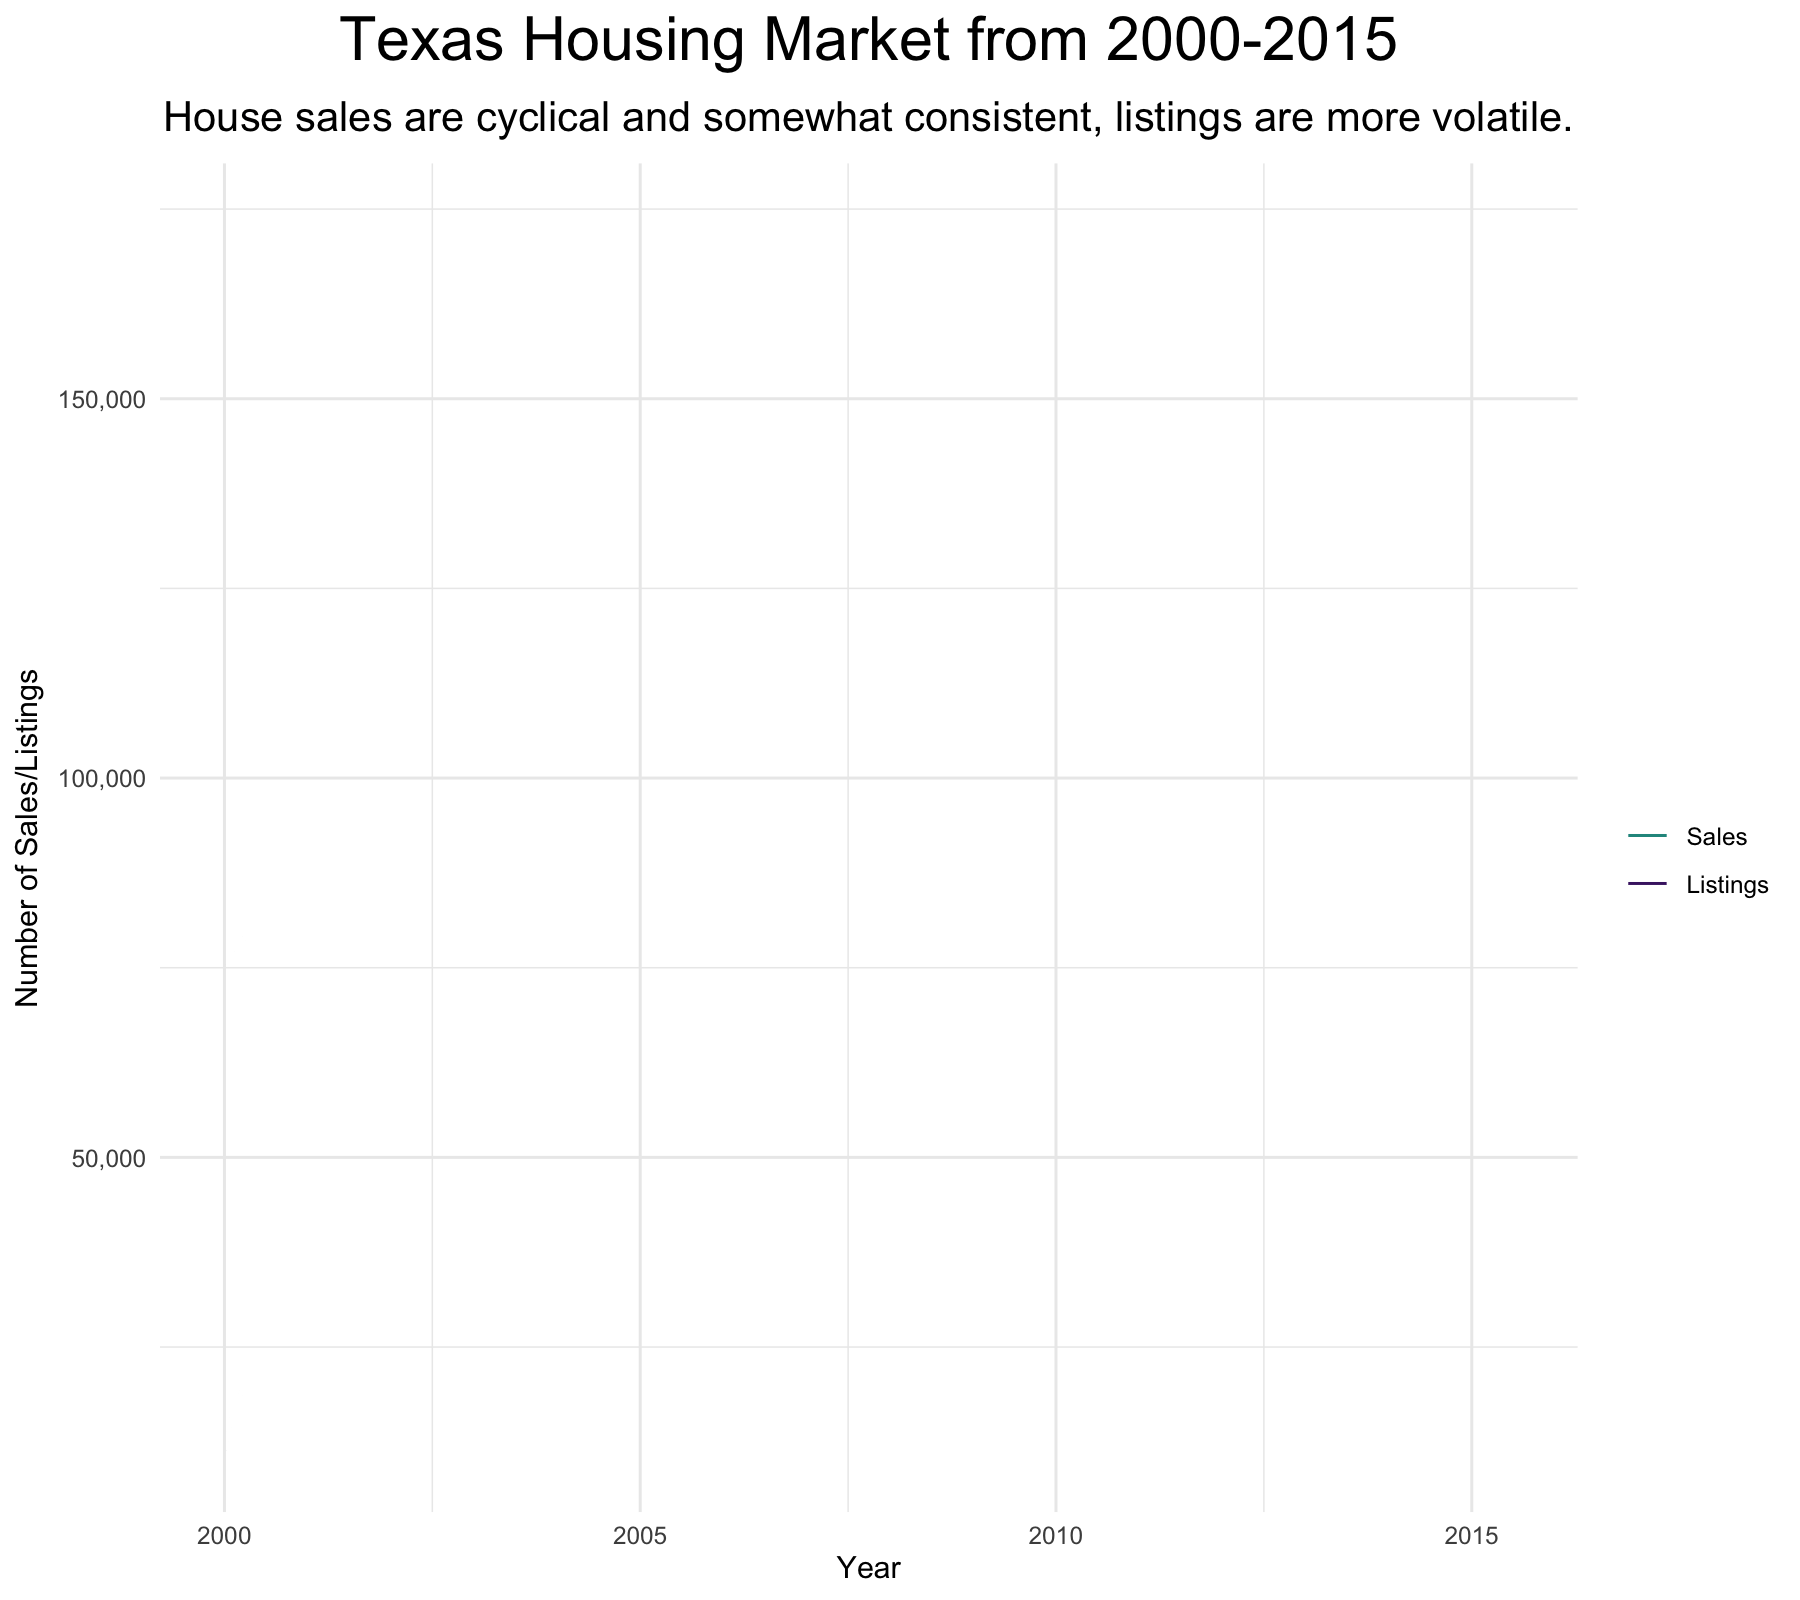 Texas Housing Market from 2000-2015
House sales are cyclical and somewhat consistent, listings are more volatile.
Number of Sales/Listings
150,000
100,000
50,000
Sales
Listings
2000
2005
2010
2015
Year